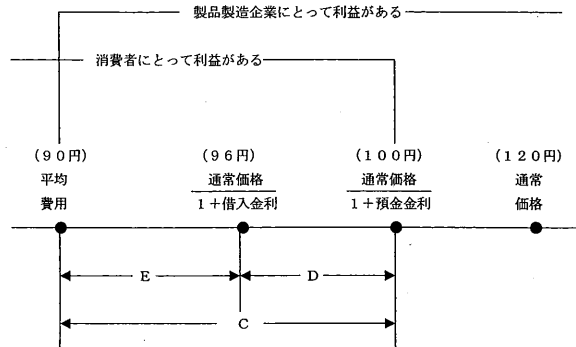 製品製造企業にとって利益がある
消費者にとって利益がある
(90円) (96円) (100円) (120円)
平均 通常価格 通常価格 通常
費用 1+借入金利 1+預金金利 価格
E D
C